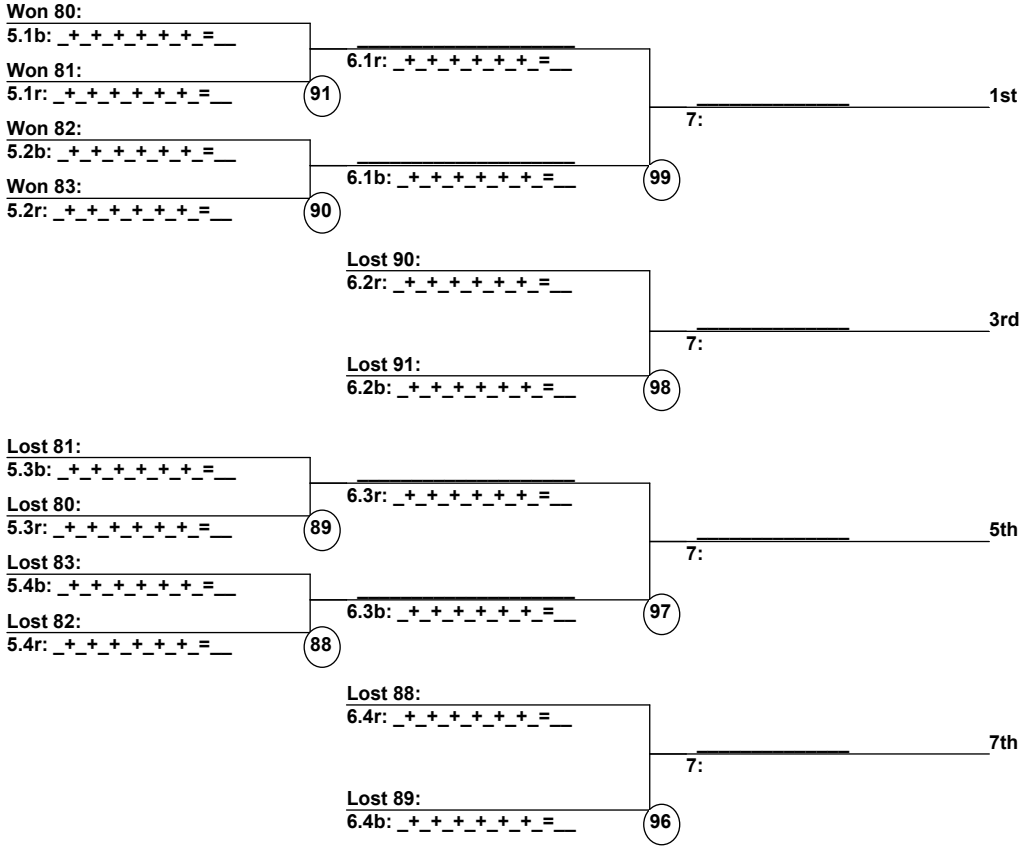 Won 80:
5.1b: _+_+_+_+_+_=__
Won 81:
5.1r: _+_+_+_+_+_=__
91
6.1r: _+_+_+_+_+_=__
Won 82:
5.2b: _+_+_+_+_+_=__
Won 83:
5.2r: _+_+_+_+_+_=__
90
6.1b: _+_+_+_+_+_=__
99
7:
1st
Lost 90:
6.2r: _+_+_+_+_+_=__
Lost 91:
6.2b: _+_+_+_+_+_=__
98
7:
3rd
Lost 81:
5.3b: _+_+_+_+_+_=__
Lost 80:
5.3r: _+_+_+_+_+_=__
89
6.3r: _+_+_+_+_+_=__
Lost 83:
5.4b: _+_+_+_+_+_=__
Lost 82:
5.4r: _+_+_+_+_+_=__
88
6.3b: _+_+_+_+_+_=__
97
7:
5th
Lost 88:
6.4r: _+_+_+_+_+_=__
Lost 89:
6.4b: _+_+_+_+_+_=__
96
7:
7th